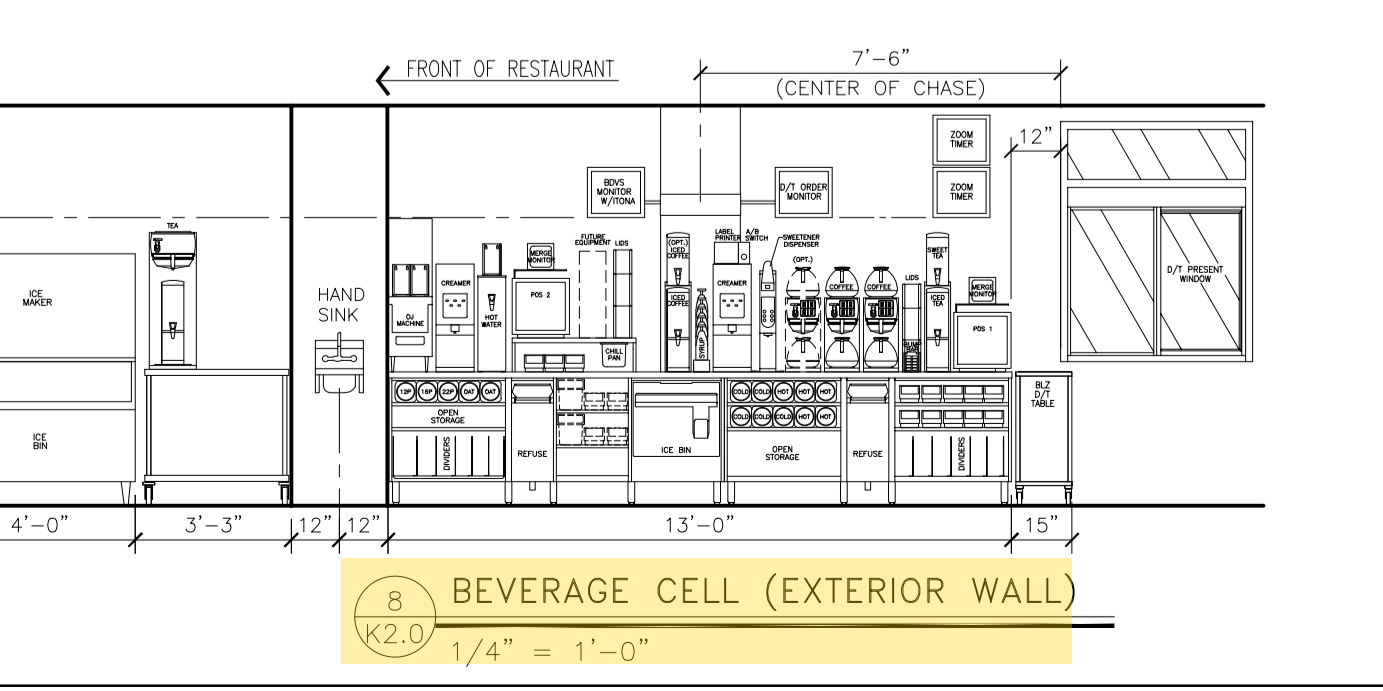 FRONT OF RESTAURANT
7'-6"
(CENTER OF CHASE)
12"
ZOOM
TIMER
ZOOM
TIMER
BDVS
MONITOR
W/ITONA
D/T ORDER
MONITOR
TEA
ICE
MAKER
ICE
BIN
HAND
SINK
OJ
MACHINE
CREAMER
HOT
WATER
MERGE
MONITOR
POS 2
FUTURE
EQUIPMENT
LIDS
CHILL
PAN
(OPT.)
ICED
COFFEE
ICED
COFFEE
SYRUP
LABEL
PRINTER
A/B
SWITCH
CREAMER
SWEETENER
DISPENSER
(OPT.)
COFFEE
COFFEE
LIDS
SWEET
TEA
ICED
TEA
MERGE
MONITOR
POS 1
D/T PRESENT
WINDOW
12P 16P 22P OAT OAT
OPEN
STORAGE
DIVIDERS
REFUSE
ICE BIN
COLD COLD HOT HOT HOT
COLD COLD COLD HOT HOT
OPEN
STORAGE
REFUSE
DIVIDERS
BLZ
D/T
TABLE
4'-0" 3'-3" 12" 12" 13'-0" 15"
8
K2.0
BEVERAGE CELL (EXTERIOR WALL)
1/4" = 1'-0"